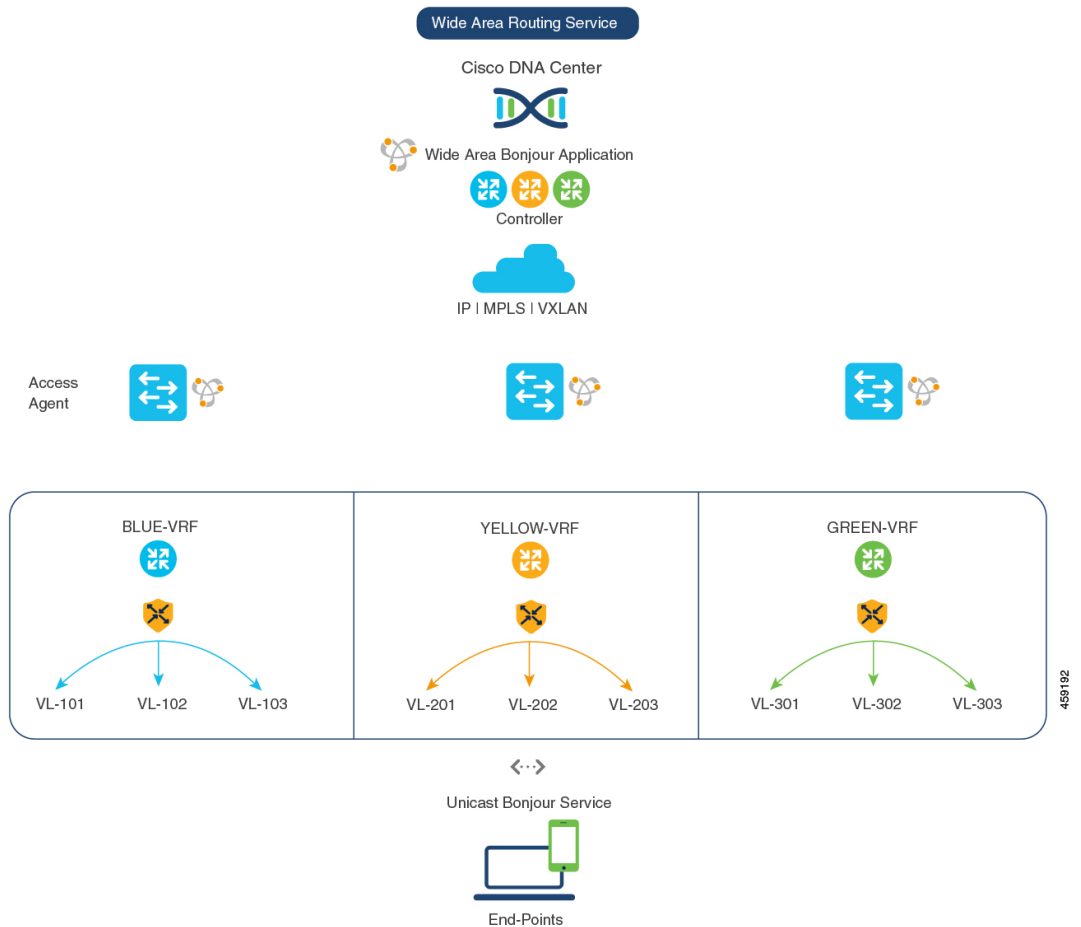 Wide Area Routing Service
Cisco DNA Center
Wide Area Bonjour Application
Controller
IP | MPLS | VXLAN
Access
Agent
BLUE-VRF
YELLOW-VRF
GREEN-VRF
VL-101
VL-102
VL-103
VL-201
VL-202
VL-203
VL-301
VL-302
VL-303
459192
Unicast Bonjour Service
End-Points